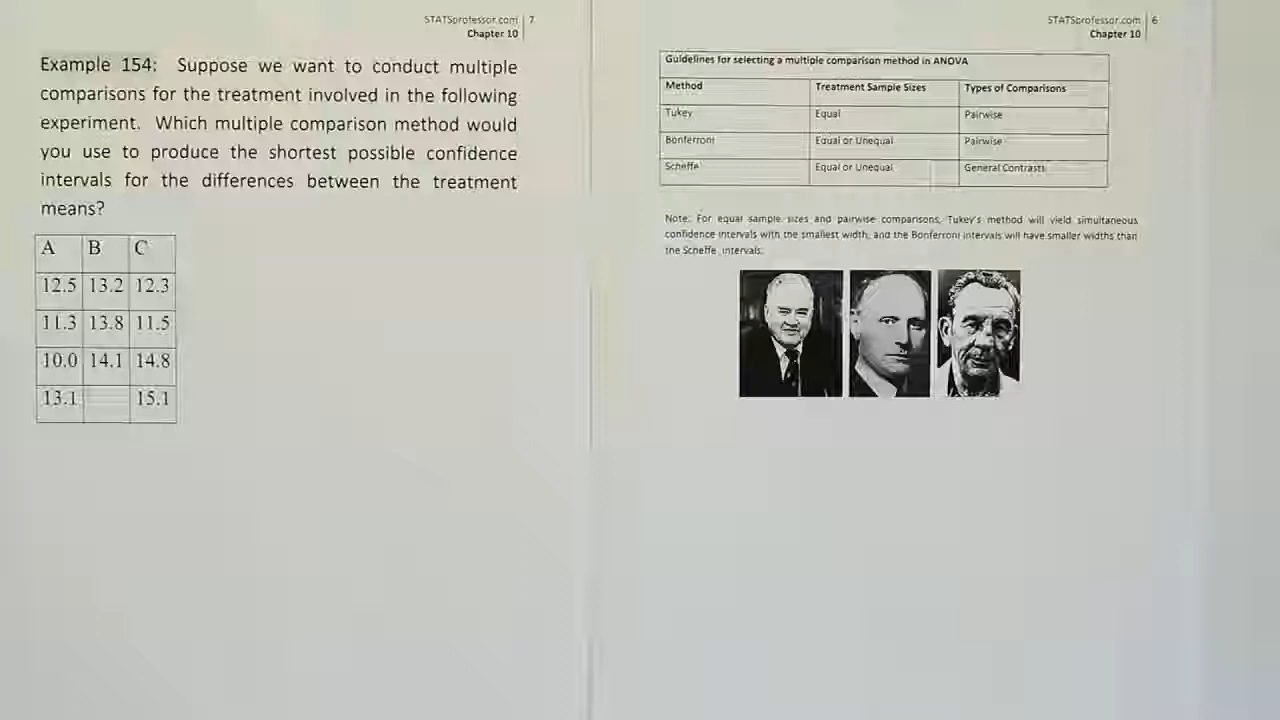 STATSprofessor.com 7
Chapter 10
Example 154: Suppose we want to conduct multiple
comparisons for the treatment involved in the following
experiment. Which multiple comparison method would
you use to produce the shortest possible confidence
intervals for the differences between the treatment
means?
A B C
12.5 13.2 12.3
11.3 13.8 11.5
10.0 14.1 14.8
13.1 15.1
STATSprofessor.com 6
Chapter 10
Guidelines for selecting a multiple comparison method in ANOVA
Method Treatment Sample Sizes Types of Comparisons
Tukey Equal Pairwise
Bonferroni Equal or Unequal Pairwise
Scheffe Equal or Unequal General Contrasts
Note: For equal sample sizes and pairwise comparisons, Tukey's method will yield simultaneous
confidence intervals with the smallest width, and the Bonferroni intervals will have smaller widths than
the Scheffe intervals.